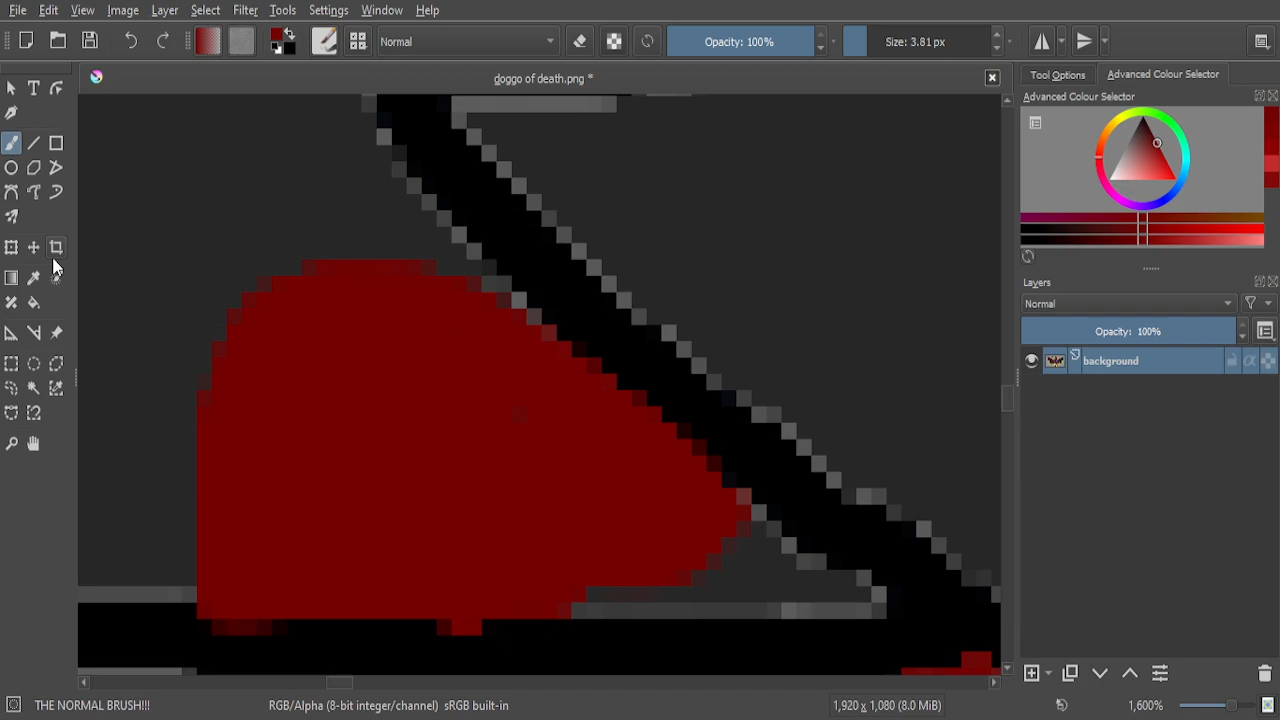 File Edit View Image Layer Select Filter Tools Settings Window Help
Normal Opacity: 100% Size: 3.81 px
doggo of death.png *
Tool Options Advanced Colour Selector
Advanced Colour Selector
Layers
Normal
Opacity: 100%
background
THE NORMAL BRUSH!!! RGB/Alpha (8-bit integer/channel) sRGB built-in 1,920 x 1,080 (8.0 MiB) 1,600%